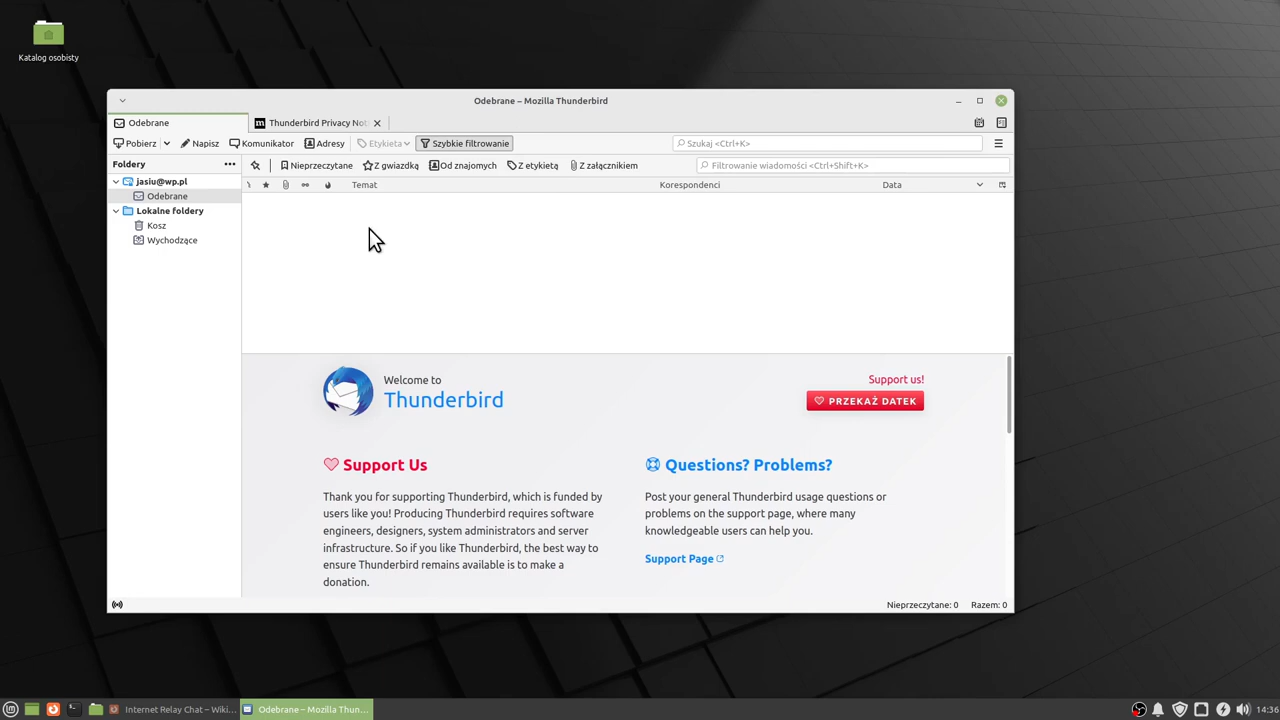 Katalog osobisty
Odebrane – Mozilla Thunderbird
Odebrane
Thunderbird Privacy Noti
Pobierz
Napisz
Komunikator
Adresy
Etykieta
Szybkie filtrowanie
Szukaj <Ctrl+K>
Foldery
Nieprzeczytane
Z gwiazdką
Od znajomych
Z etykietą
Z załącznikiem
Filtrowanie wiadomości <Ctrl+Shift+K>
Temat
Korespondenci
Data
jasiu@wp.pl
Odebrane
Lokalne foldery
Kosz
Wychodzące
Welcome to
Thunderbird
Support us!
PRZEKAŻ DATEK
Support Us
Thank you for supporting Thunderbird, which is funded by
users like you! Producing Thunderbird requires software
engineers, designers, system administrators and server
infrastructure. So if you like Thunderbird, the best way to
ensure Thunderbird remains available is to make a
donation.
Questions? Problems?
Post your general Thunderbird usage questions or
problems on the support page, where many
knowledgeable users can help you.
Support Page
Nieprzeczytane: 0
Razem: 0
Internet Relay Chat – Wiki...
Odebrane – Mozilla Thun...
14:36